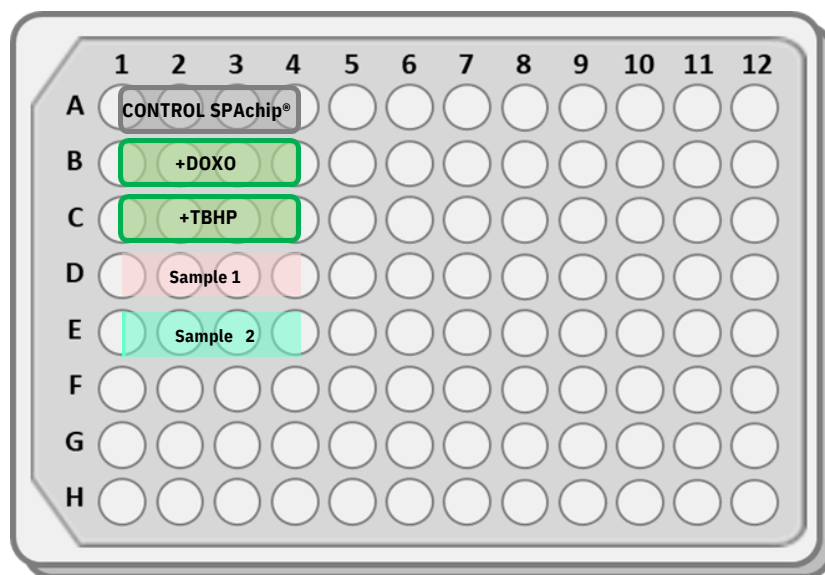 1 2 3 4 5 6 7 8 9 10 11 12
A CONTROL SPAchip®
B +DOXO
C +TBHP
D Sample 1
E Sample 2
F
G
H